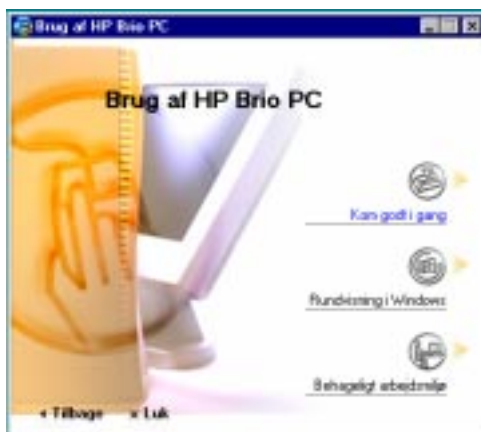 Brug af HP Brio PC
Brug af HP Brio PC
Kom godt i gang
Rundvisning i Windows
Behageligt arbejdsmiljø
Tilbage x Luk